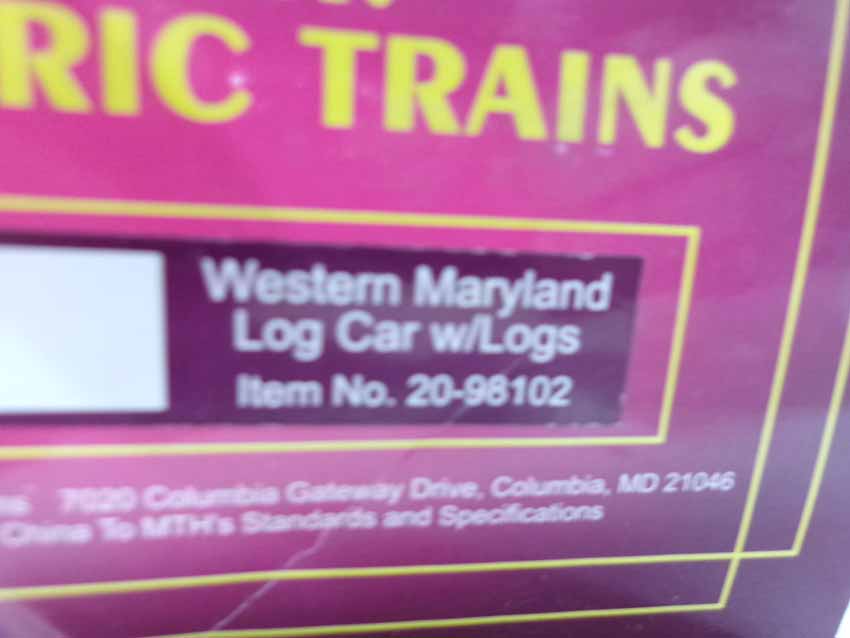 RIC TRAINS
Western Maryland
Log Car w/Logs
Item No. 20-98102
ns 7020 Columbia Gateway Drive, Columbia, MD 21046
China To MTH's Standards and Specifications